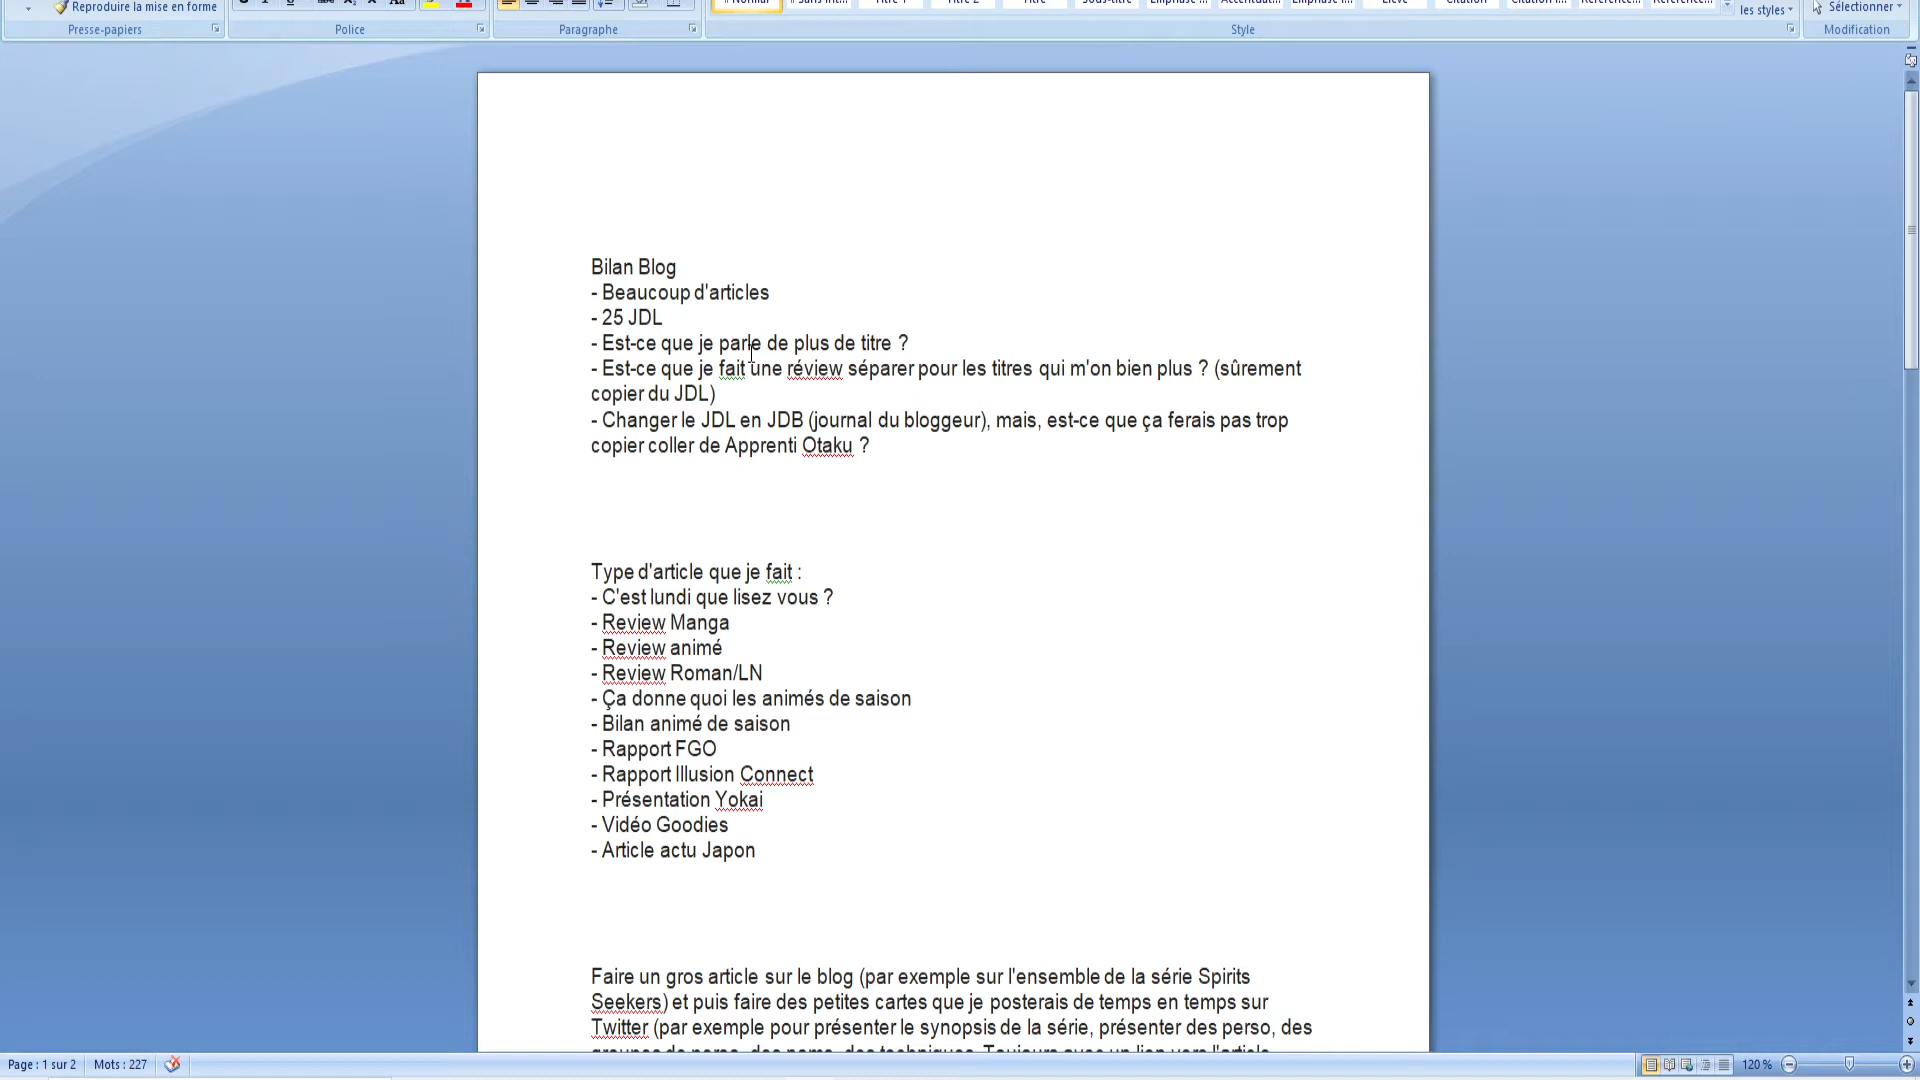 Reproduire la mise en forme
les styles
Sélectionner
Presse-papiers
Police
Paragraphe
Style
Modification
Bilan Blog
- Beaucoup d'articles
- 25 JDL
- Est-ce que je parle de plus de titre ?
- Est-ce que je fait une réview séparer pour les titres qui m'on bien plus ? (sûrement
copier du JDL)
- Changer le JDL en JDB (journal du bloggeur), mais, est-ce que ça ferais pas trop
copier coller de Apprenti Otaku ?
Type d'article que je fait :
- C'est lundi que lisez vous ?
- Review Manga
- Review animé
- Review Roman/LN
- Ça donne quoi les animés de saison
- Bilan animé de saison
- Rapport FGO
- Rapport Illusion Connect
- Présentation Yokai
- Vidéo Goodies
- Article actu Japon
Faire un gros article sur le blog (par exemple sur l'ensemble de la série Spirits
Seekers) et puis faire des petites cartes que je posterais de temps en temps sur
Twitter (par exemple pour présenter le synopsis de la série, présenter des perso, des
Page : 1 sur 2
Mots : 227
120 %